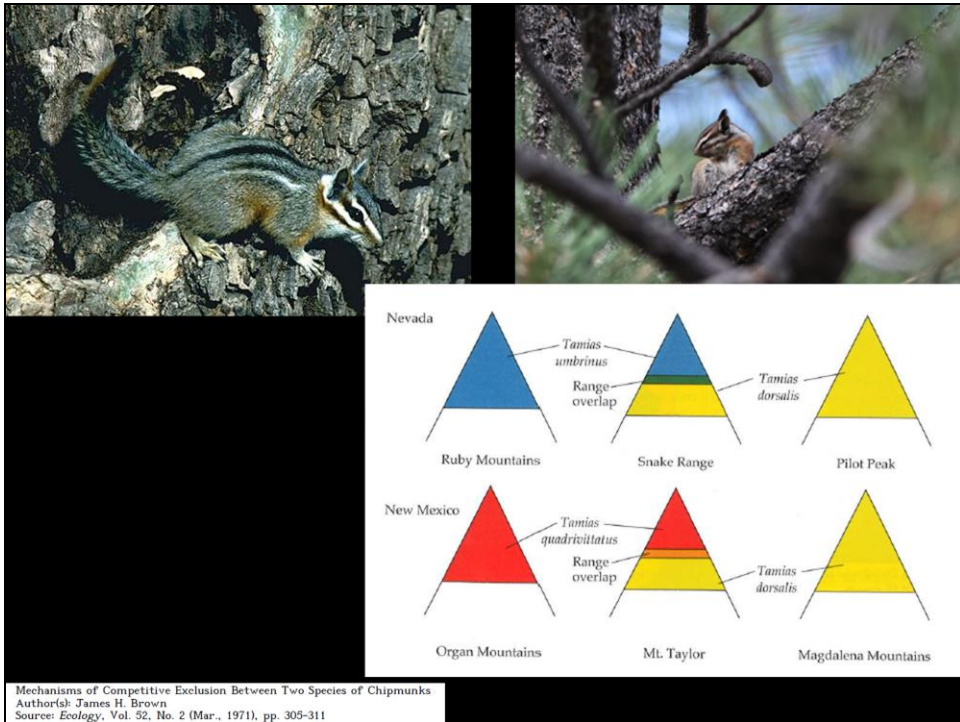 Nevada
Tamias
umbrinus
Range
overlap
Tamias
dorsalis
Ruby Mountains
Snake Range
Pilot Peak
New Mexico
Tamias
quadrivittatus
Range
overlap
Tamias
dorsalis
Organ Mountains
Mt. Taylor
Magdalena Mountains
Mechanisms of Competitive Exclusion Between Two Species of Chipmunks
Author(s): James H. Brown
Source: Ecology, Vol. 52, No. 2 (Mar., 1971), pp. 305-311